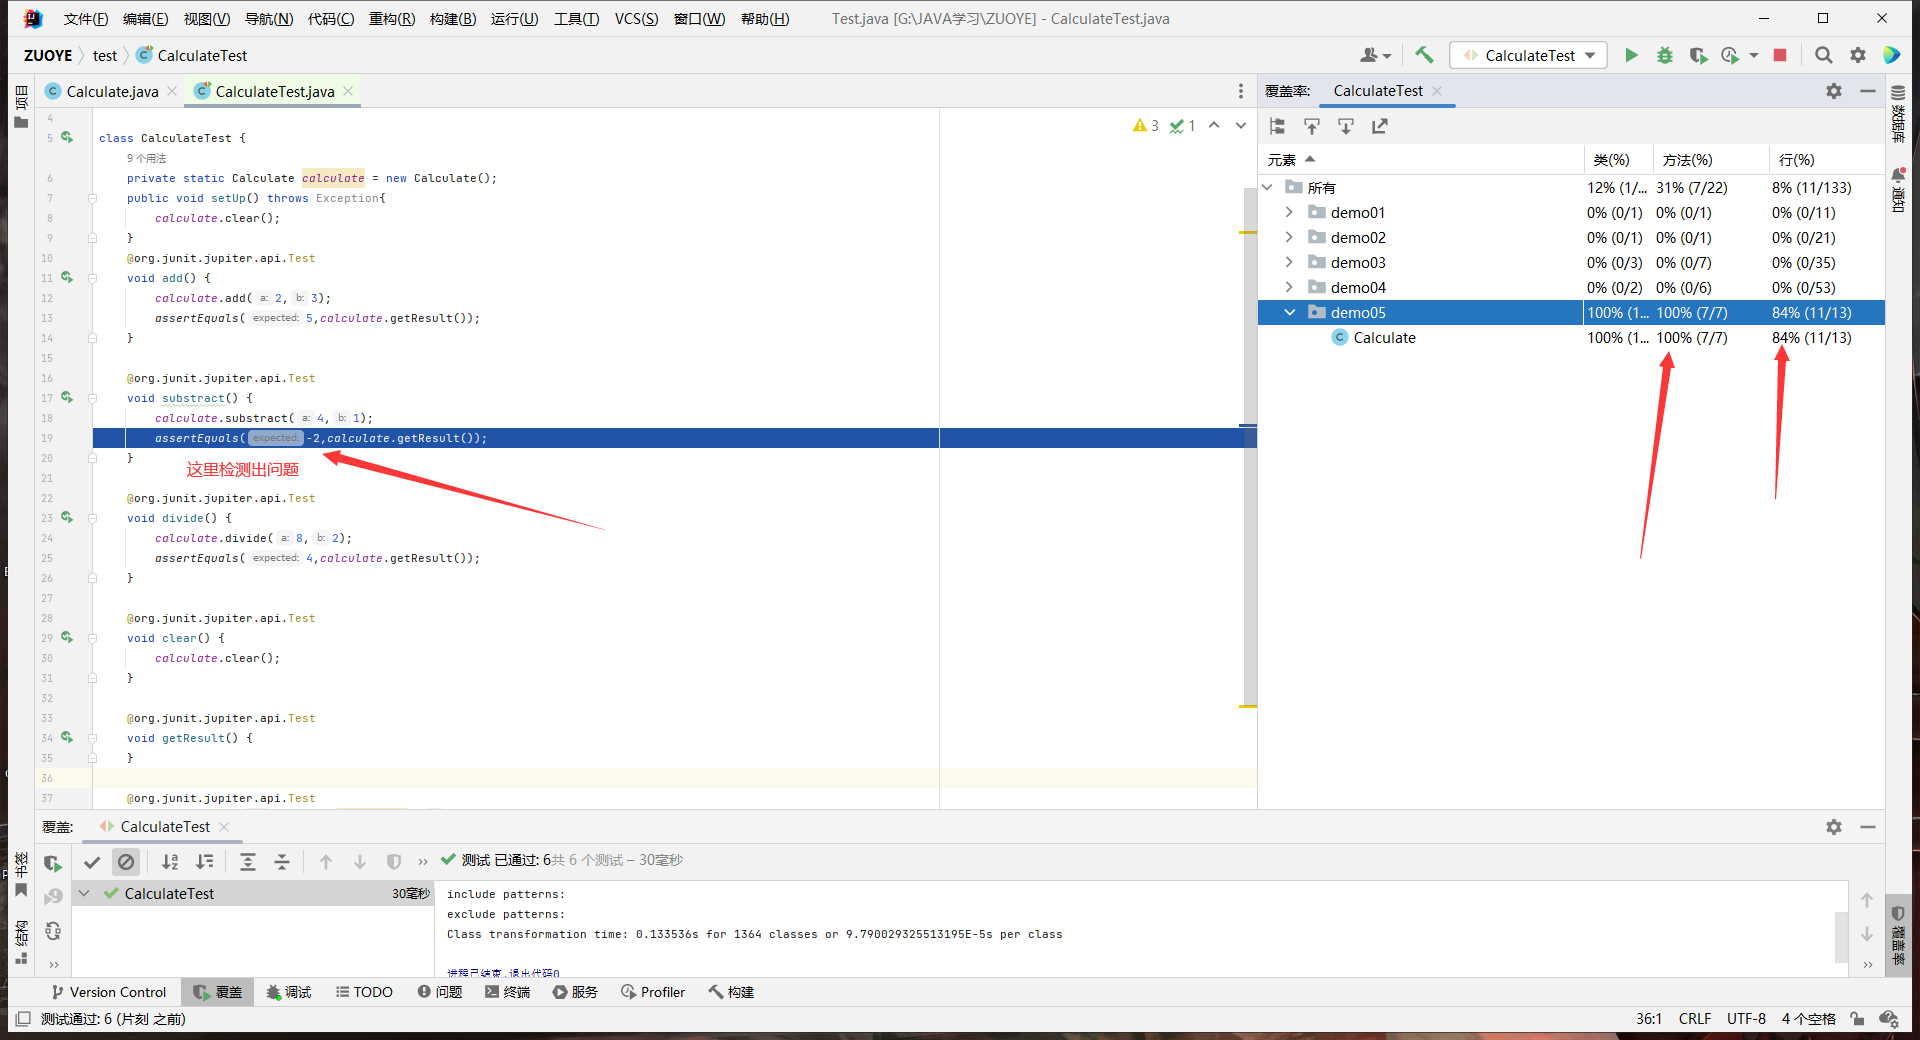 文件(F) 编辑(E) 视图(V) 导航(N) 代码(C) 重构(R) 构建(B) 运行(U) 工具(T) VCS(S) 窗口(W) 帮助(H) Test.java [G:\JAVA学习\ZUOYE] - CalculateTest.java
ZUOYE test CalculateTest CalculateTest
项目
Calculate.java CalculateTest.java
4
5 class CalculateTest {
9 个用法
6 private static Calculate calculate = new Calculate();
7 public void setUp() throws Exception{
8 calculate.clear();
9 }
10 @org.junit.jupiter.api.Test
11 void add() {
12 calculate.add( a: 2, b: 3);
13 assertEquals( expected: 5,calculate.getResult());
14 }
15
16 @org.junit.jupiter.api.Test
17 void substract() {
18 calculate.substract( a: 4, b: 1);
19 assertEquals( expected: -2,calculate.getResult());
20 }
这里检测出问题
21
22 @org.junit.jupiter.api.Test
23 void divide() {
24 calculate.divide( a: 8, b: 2);
25 assertEquals( expected: 4,calculate.getResult());
26 }
27
28 @org.junit.jupiter.api.Test
29 void clear() {
30 calculate.clear();
31 }
32
33 @org.junit.jupiter.api.Test
34 void getResult() {
35 }
36
37 @org.junit.jupiter.api.Test
3 1
覆盖率: CalculateTest
元素 类(%) 方法(%) 行(%)
所有 12% (1/... 31% (7/22) 8% (11/133)
demo01 0% (0/1) 0% (0/1) 0% (0/11)
demo02 0% (0/1) 0% (0/1) 0% (0/21)
demo03 0% (0/3) 0% (0/7) 0% (0/35)
demo04 0% (0/2) 0% (0/6) 0% (0/53)
demo05 100% (1... 100% (7/7) 84% (11/13)
Calculate 100% (1... 100% (7/7) 84% (11/13)
数据库
通知
覆盖: CalculateTest
测试 已通过: 6共 6 个测试 – 30毫秒
CalculateTest 30毫秒
include patterns:
exclude patterns:
Class transformation time: 0.133536s for 1364 classes or 9.790029325513195E-5s per class
进程已结束,退出代码0
书签
结构
覆盖率
Version Control 覆盖 调试 TODO 问题 终端 服务 Profiler 构建
测试通过: 6 (片刻 之前) 36:1 CRLF UTF-8 4 个空格